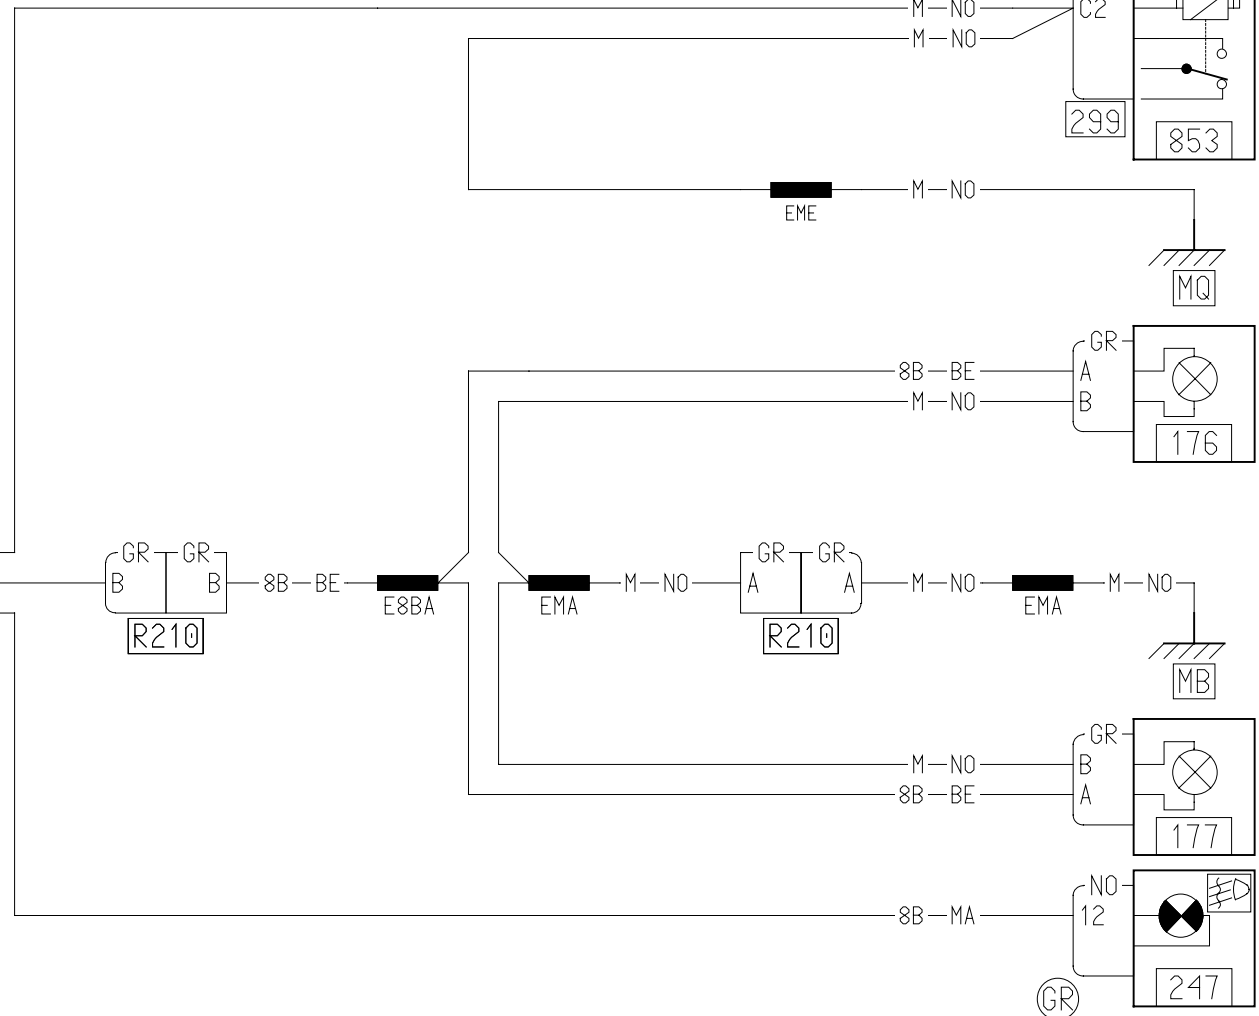 M NO C2
M NO
299
853
EME M NO
MQ
GR
8B BE A
M NO B
176
GR GR GR GR
B B 8B BE E8BA EMA M NO A A M NO EMA M NO
R210 R210
MB
GR
M NO B
8B BE A
177
NO
8B MA 12
GR
247